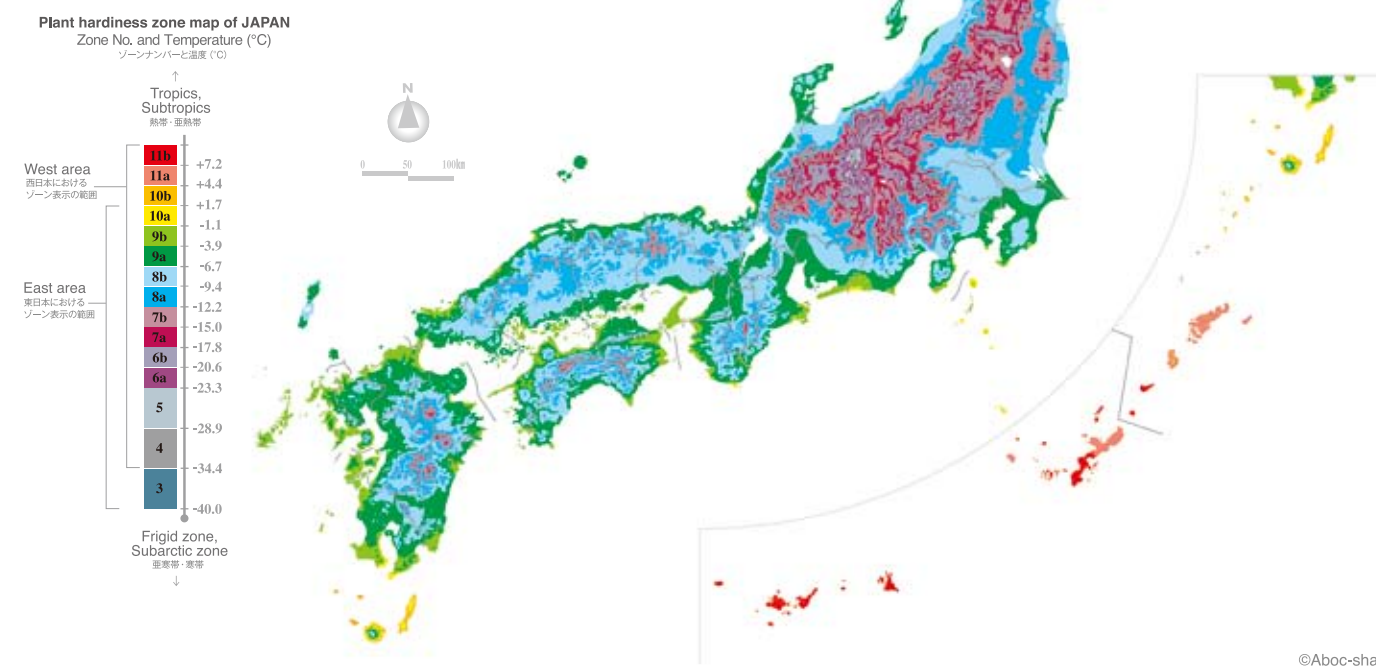 Plant hardiness zone map of JAPAN
Zone No. and Temperature (°C)
ゾーンナンバーと温度 (°C)
↑
Tropics,
Subtropics
熱帯・亜熱帯
West area
西日本における
ゾーン表示の範囲
East area
東日本における
ゾーン表示の範囲
11b
+7.2
11a
+4.4
10b
+1.7
10a
-1.1
9b
-3.9
9a
-6.7
8b
-9.4
8a
-12.2
7b
-15.0
7a
-17.8
6b
-20.6
6a
-23.3
5
-28.9
4
-34.4
3
-40.0
Frigid zone,
Subarctic zone
亜寒帯・寒帯
↓
N
0 50 100km
©Aboc-sha